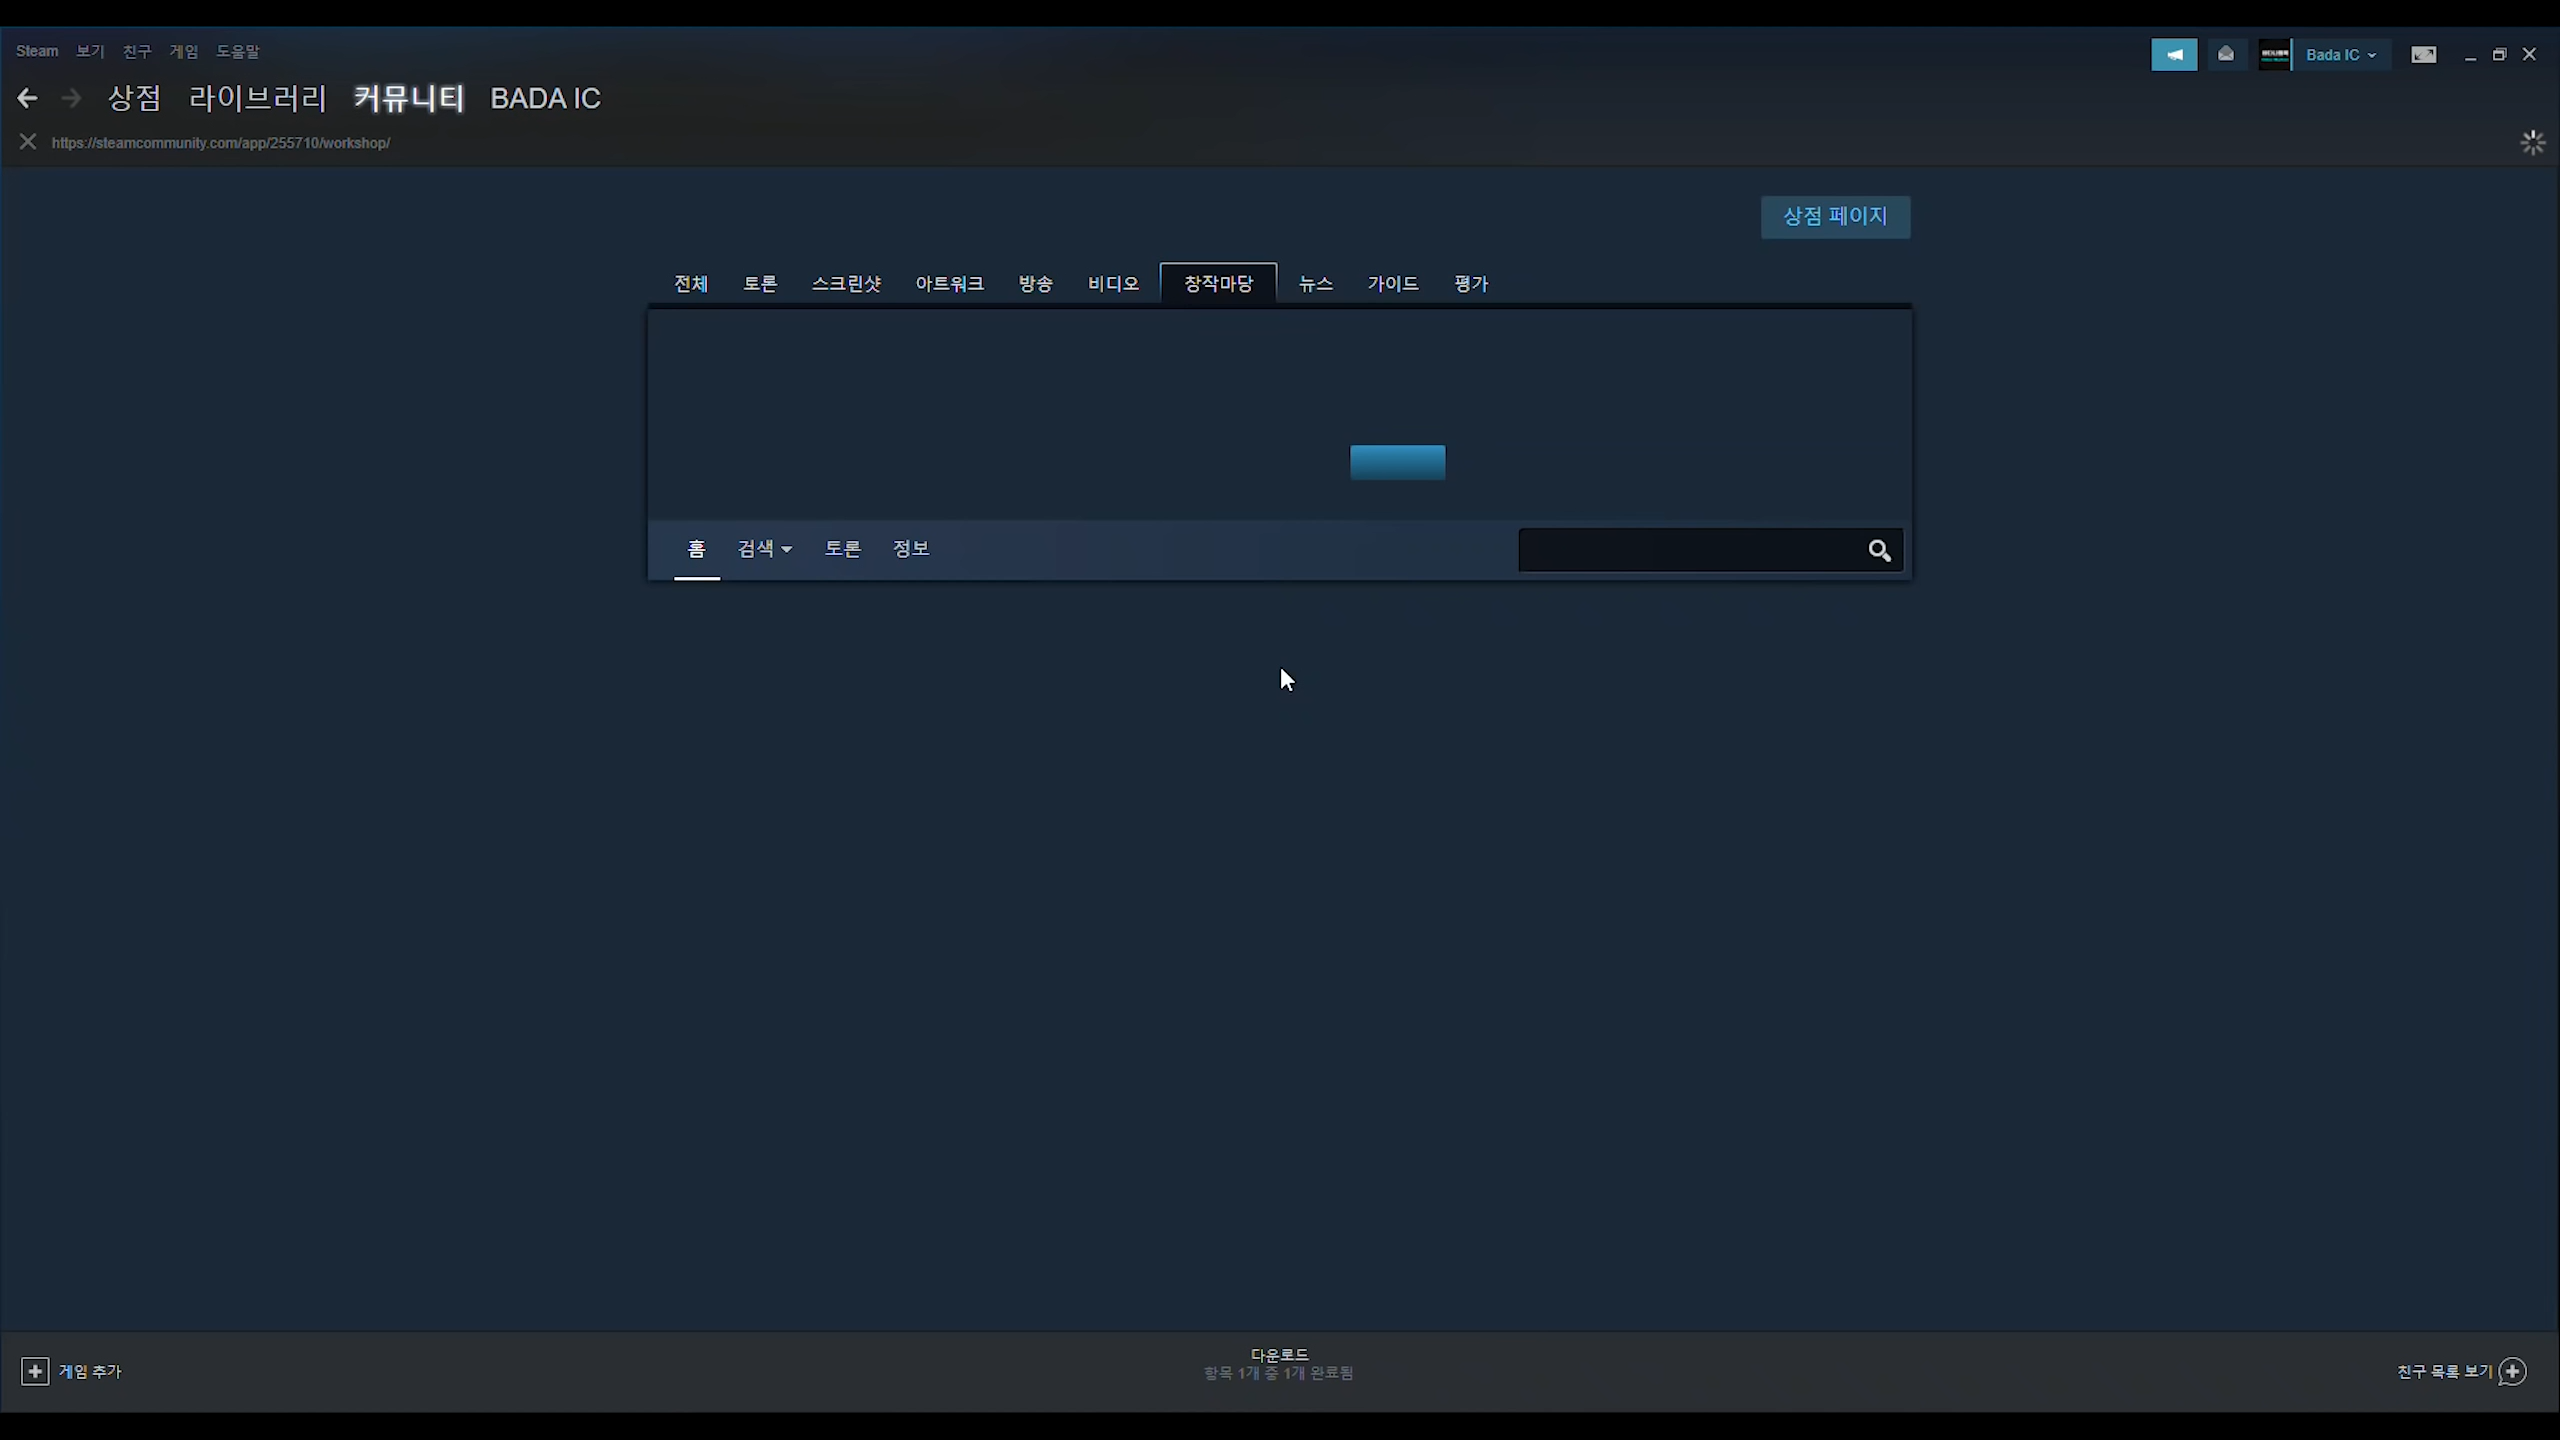 Steam 보기 친구 게임 도움말
Bada IC
상점 라이브러리 커뮤니티 BADA IC
https://steamcommunity.com/app/255710/workshop/
상점 페이지
전체 토론 스크린샷 아트워크 방송 비디오 창작마당 뉴스 가이드 평가
홈 검색 토론 정보
게임 추가
다운로드
항목 1개 중 1개 완료됨
친구 목록 보기